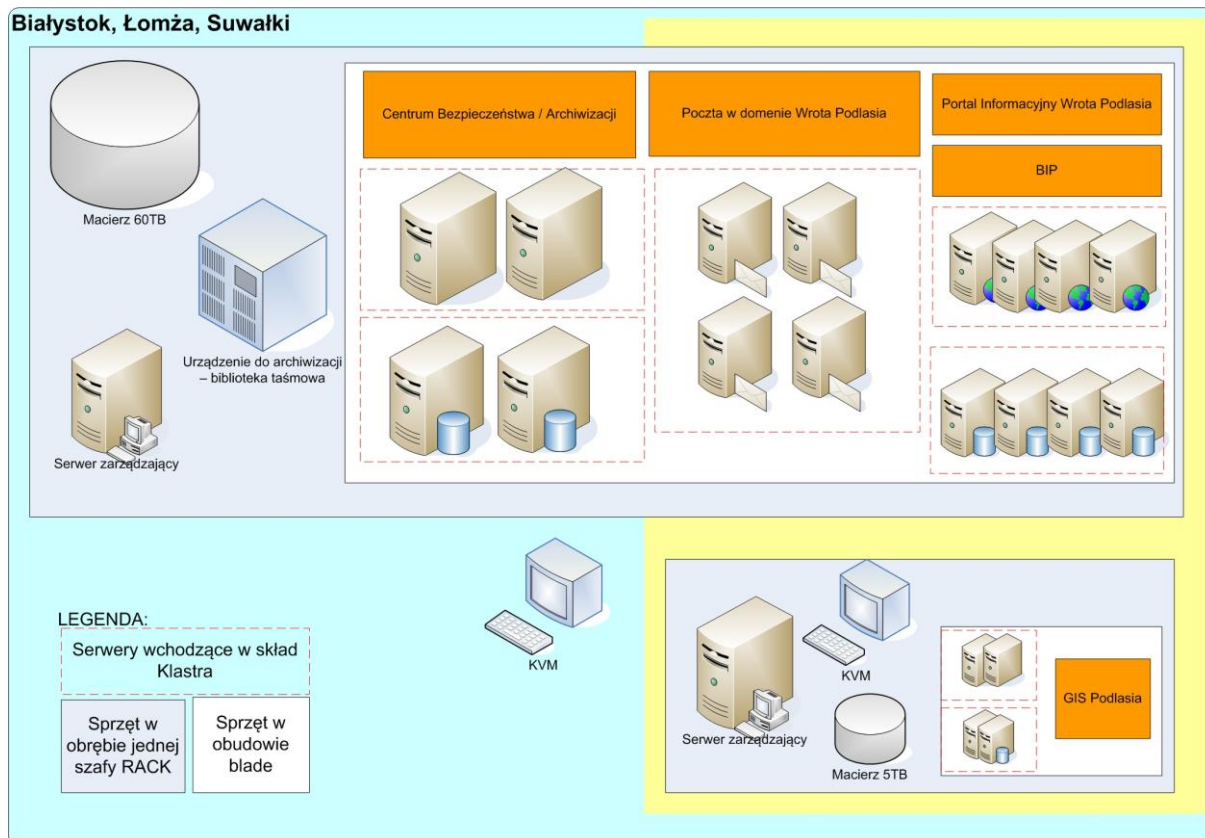 Białystok, Łomża, Suwałki
Centrum Bezpieczeństwa / Archiwizacji
Poczta w domenie Wrota Podlasia
Portal Informacyjny Wrota Podlasia
BIP
Macierz 60TB
Urządzenie do archiwizacji
– biblioteka taśmowa
Serwer zarządzający
KVM
LEGENDA:
Serwery wchodzące w skład
Klastra
Sprzęt w
obrębie jednej
szafy RACK
Sprzęt w
obudowie
blade
KVM
Serwer zarządzający
Macierz 5TB
GIS Podlasia